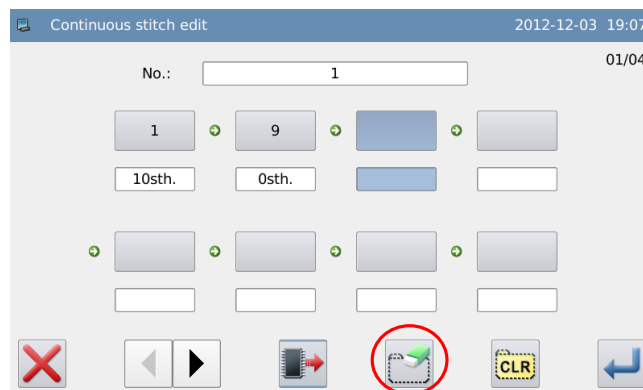 Continuous stitch edit 2012-12-03 19:07
01/04
No.: 1
1 9
10sth. 0sth.
CLR